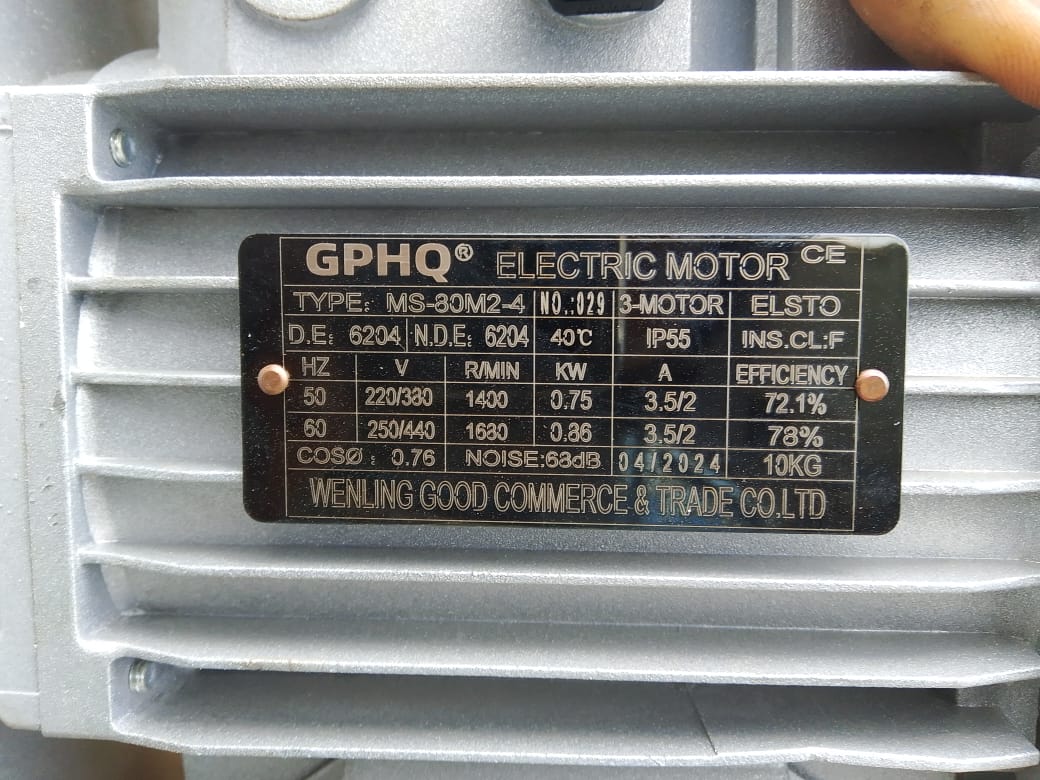 GPHQ® ELECTRIC MOTOR CE
TYPE: MS-80M2-4 NO.:029 3-MOTOR ELSTO
D.E: 6204 N.D.E: 6204 40℃ IP55 INS.CL:F
HZ V R/MIN KW A EFFICIENCY
50 220/380 1400 0.75 3.5/2 72.1%
60 250/440 1680 0.86 3.5/2 78%
COSØ: 0.76 NOISE:68dB 04/2024 10KG
WENLING GOOD COMMERCE & TRADE CO.LTD